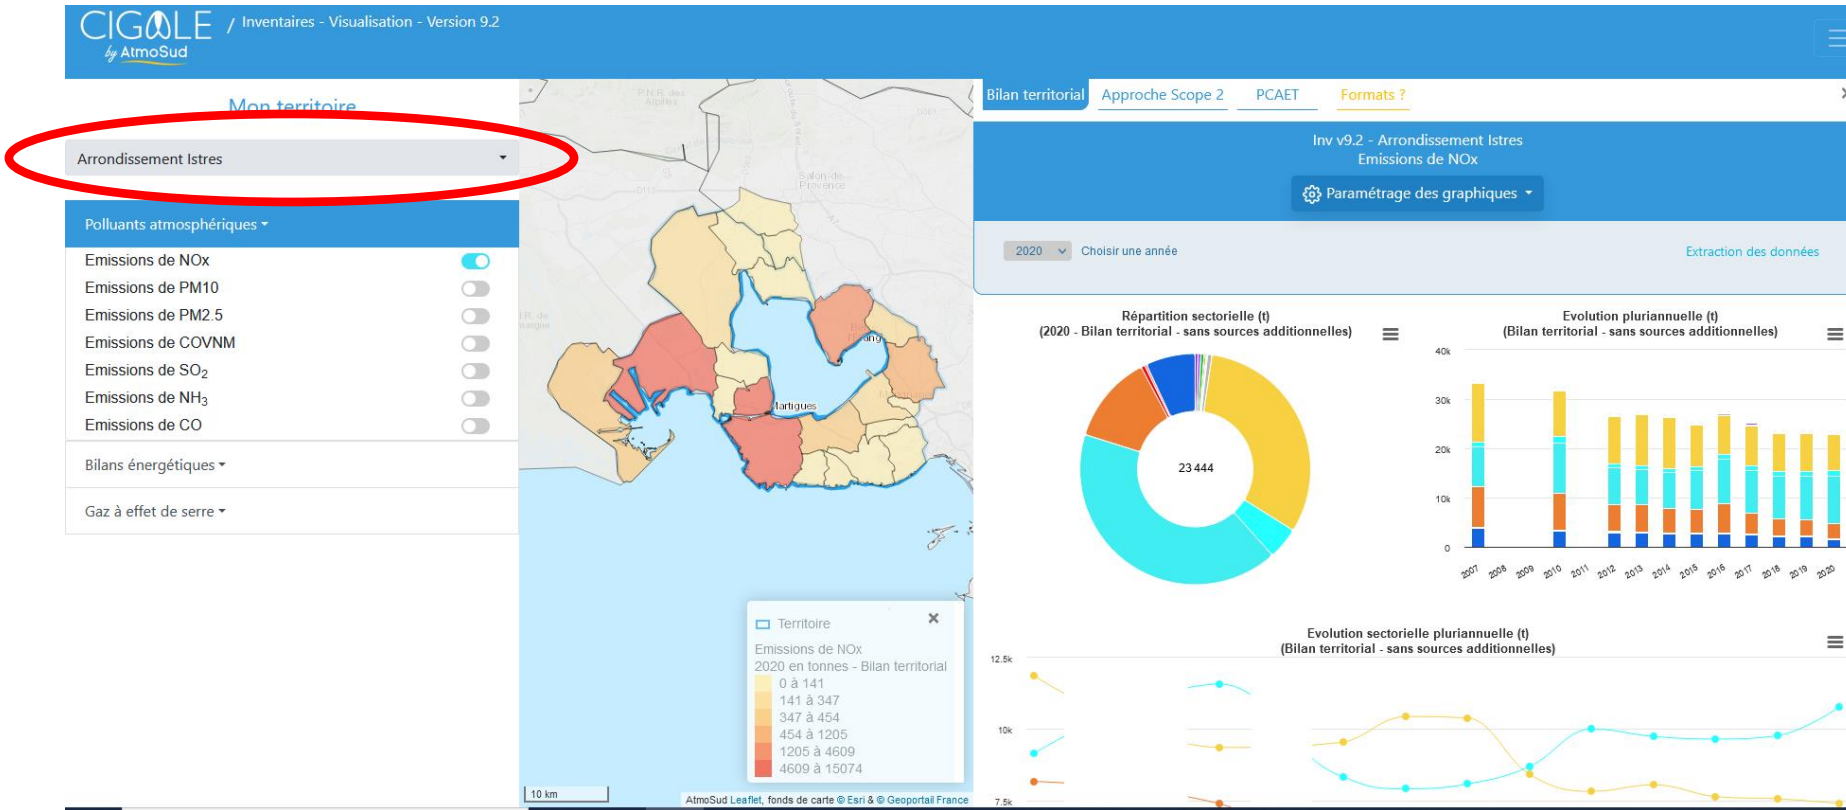 CIGALE / Inventaires - Visualisation - Version 9.2
by AtmoSud
Mon territoire
Arrondissement Istres
Polluants atmosphériques
Emissions de NOx
Emissions de PM10
Emissions de PM2.5
Emissions de COVNM
Emissions de SO2
Emissions de NH3
Emissions de CO
Bilans énergétiques
Gaz à effet de serre
P.N.R. des
Alpilles
Salon-de-
Provence
D113
Martigues
Territoire
Emissions de NOx
2020 en tonnes - Bilan territorial
0 à 141
141 à 347
347 à 454
454 à 1205
1205 à 4609
4609 à 15074
10 km
AtmoSud Leaflet, fonds de carte © Esri & © Geoportail France
Bilan territorial Approche Scope 2 PCAET Formats ?
Inv v9.2 - Arrondissement Istres
Emissions de NOx
Paramétrage des graphiques
2020 Choisir une année Extraction des données
Répartition sectorielle (t)
(2020 - Bilan territorial - sans sources additionnelles)
23 444
Evolution pluriannuelle (t)
(Bilan territorial - sans sources additionnelles)
40k
30k
20k
10k
0
2007 2008 2009 2010 2011 2012 2013 2014 2015 2016 2017 2018 2019 2020
Evolution sectorielle pluriannuelle (t)
(Bilan territorial - sans sources additionnelles)
12.5k
10k
7.5k